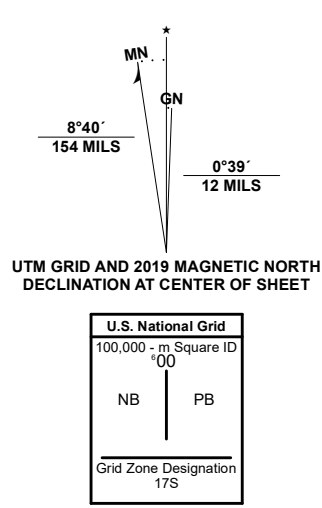 ★
MN
GN
8°40´
154 MILS
0°39´
12 MILS
UTM GRID AND 2019 MAGNETIC NORTH
DECLINATION AT CENTER OF SHEET
U.S. National Grid
100,000 - m Square ID
⁶00
NB PB
Grid Zone Designation
17S